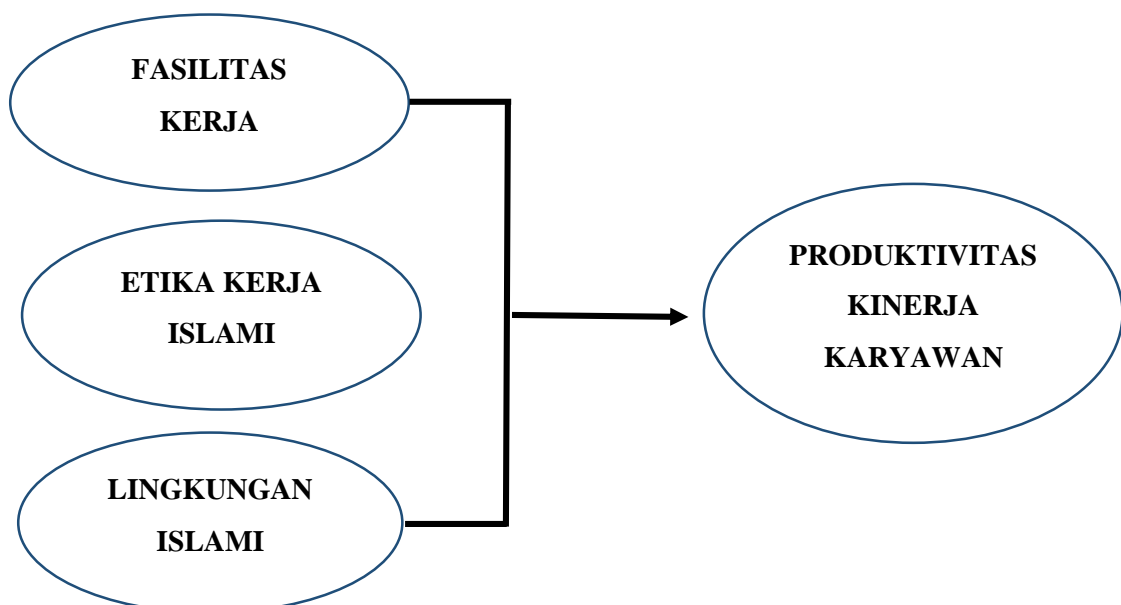 FASILITAS
KERJA
ETIKA KERJA
ISLAMI
LINGKUNGAN
ISLAMI
PRODUKTIVITAS
KINERJA
KARYAWAN